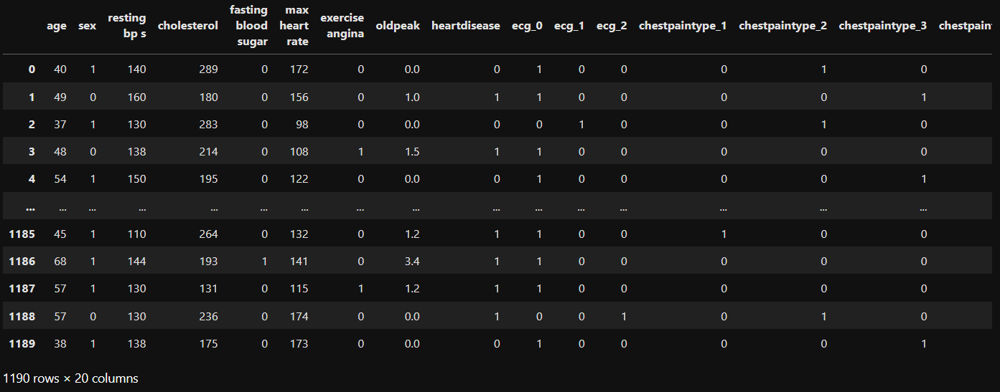 age sex resting bp s cholesterol fasting blood sugar max heart rate exercise angina oldpeak heartdisease ecg_0 ecg_1 ecg_2 chestpaintype_1 chestpaintype_2 chestpaintype_3 chestpain
0 40 1 140 289 0 172 0 0.0 0 1 0 0 0 1 0
1 49 0 160 180 0 156 0 1.0 1 1 0 0 0 0 1
2 37 1 130 283 0 98 0 0.0 0 0 1 0 0 1 0
3 48 0 138 214 0 108 1 1.5 1 1 0 0 0 0 0
4 54 1 150 195 0 122 0 0.0 0 1 0 0 0 0 1
... ... ... ... ... ... ... ... ... ... ... ... ... ... ... ...
1185 45 1 110 264 0 132 0 1.2 1 1 0 0 1 0 0
1186 68 1 144 193 1 141 0 3.4 1 1 0 0 0 0 0
1187 57 1 130 131 0 115 1 1.2 1 1 0 0 0 0 0
1188 57 0 130 236 0 174 0 0.0 1 0 0 1 0 1 0
1189 38 1 138 175 0 173 0 0.0 0 1 0 0 0 0 1
1190 rows × 20 columns